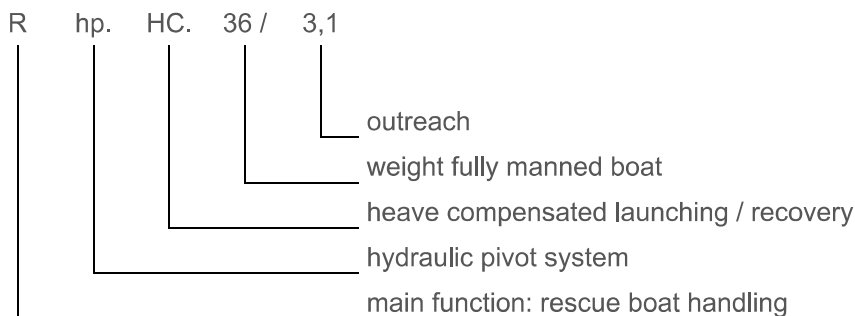 R hp. HC. 36 / 3,1
outreach
weight fully manned boat
heave compensated launching / recovery
hydraulic pivot system
main function: rescue boat handling